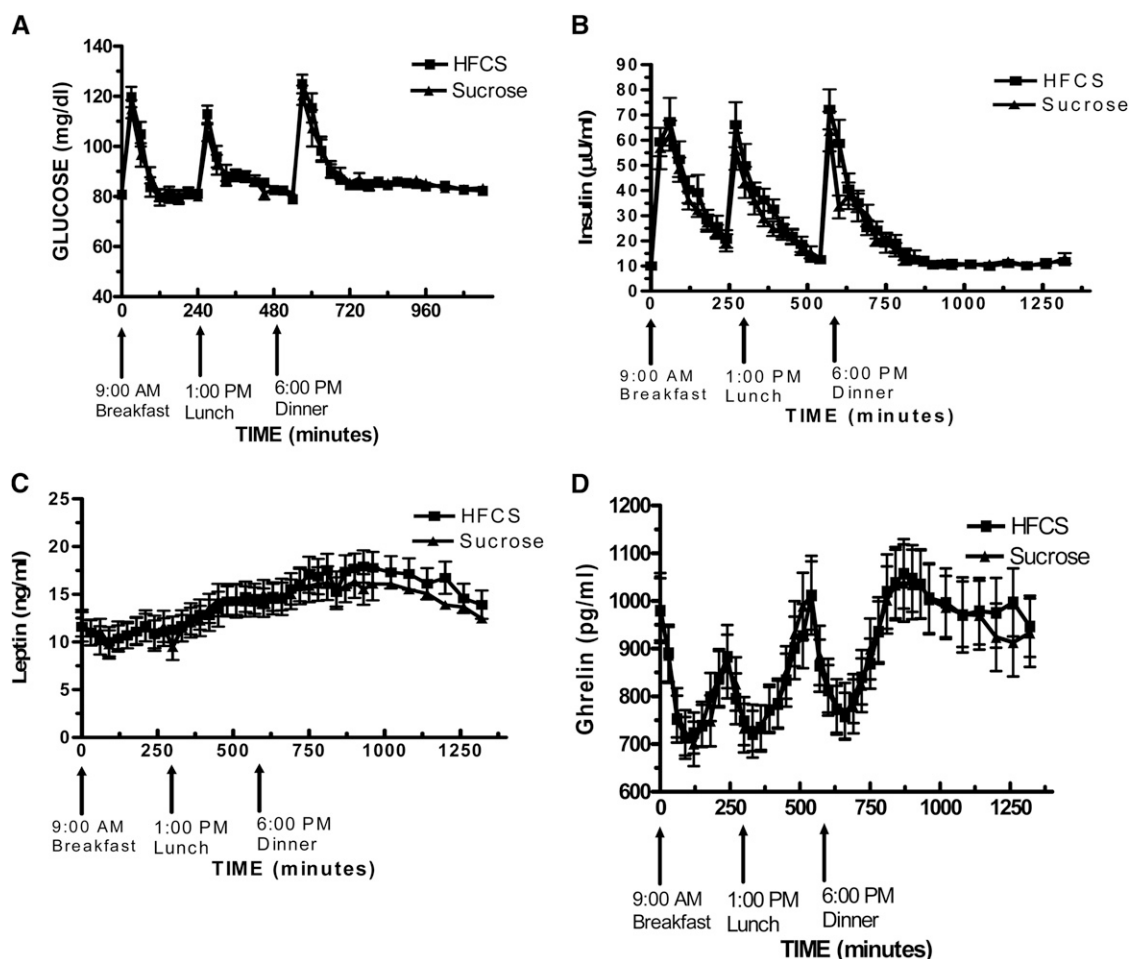 A
140
120
100
80
60
40
GLUCOSE (mg/dl)
HFCS
Sucrose
0 240 480 720 960
9:00 AM
Breakfast
1:00 PM
Lunch
6:00 PM
Dinner
TIME (minutes)
B
90
80
70
60
50
40
30
20
10
0
Insulin (µU/ml)
HFCS
Sucrose
0 250 500 750 1000 1250
9:00 AM
Breakfast
1:00 PM
Lunch
6:00 PM
Dinner
TIME (minutes)
C
25
20
15
10
5
0
Leptin (ng/ml)
HFCS
Sucrose
0 250 500 750 1000 1250
9:00 AM
Breakfast
1:00 PM
Lunch
6:00 PM
Dinner
TIME (minutes)
D
1200
1100
1000
900
800
700
600
Ghrelin (pg/ml)
HFCS
Sucrose
0 250 500 750 1000 1250
9:00 AM
Breakfast
1:00 PM
Lunch
6:00 PM
Dinner
TIME (minutes)